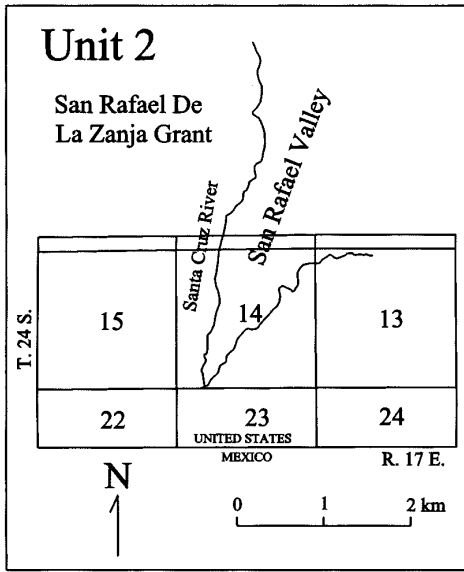 Unit 2
San Rafael De
La Zanja Grant
Santa Cruz River
San Rafael Valley
T. 24 S.
15
14
13
22
23
24
UNITED STATES
MEXICO
R. 17 E.
N
0 1 2 km